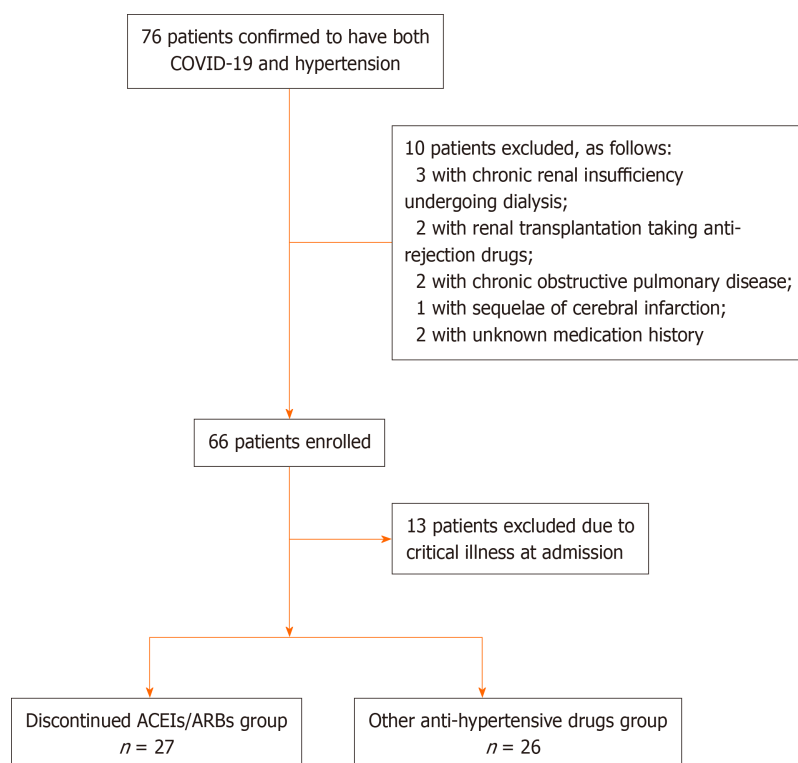 76 patients confirmed to have both
COVID-19 and hypertension
10 patients excluded, as follows:
3 with chronic renal insufficiency
undergoing dialysis;
2 with renal transplantation taking anti-
rejection drugs;
2 with chronic obstructive pulmonary disease;
1 with sequelae of cerebral infarction;
2 with unknown medication history
66 patients enrolled
13 patients excluded due to
critical illness at admission
Discontinued ACEIs/ARBs group
n = 27
Other anti-hypertensive drugs group
n = 26